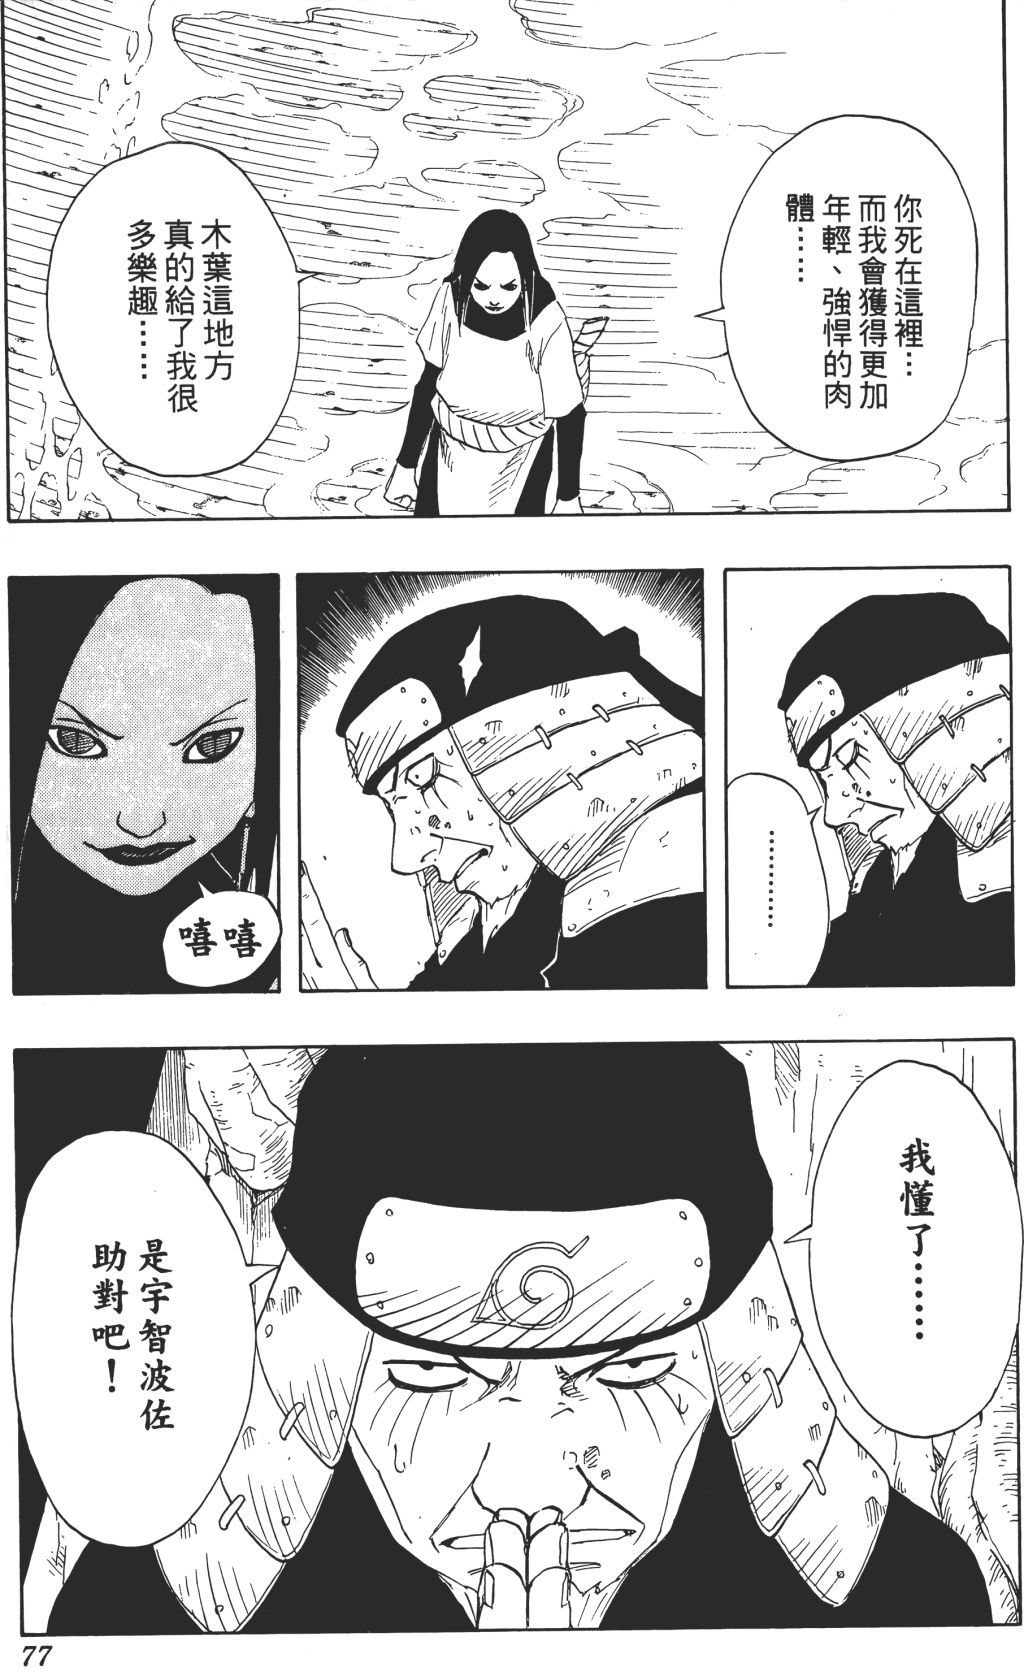 你死在這裡…
而我會獲得更加
年輕、強悍的肉
體……
木葉這地方
真的給了我很
多樂趣……
…………
嘻嘻
我懂了……
是宇智波佐
助對吧！
77